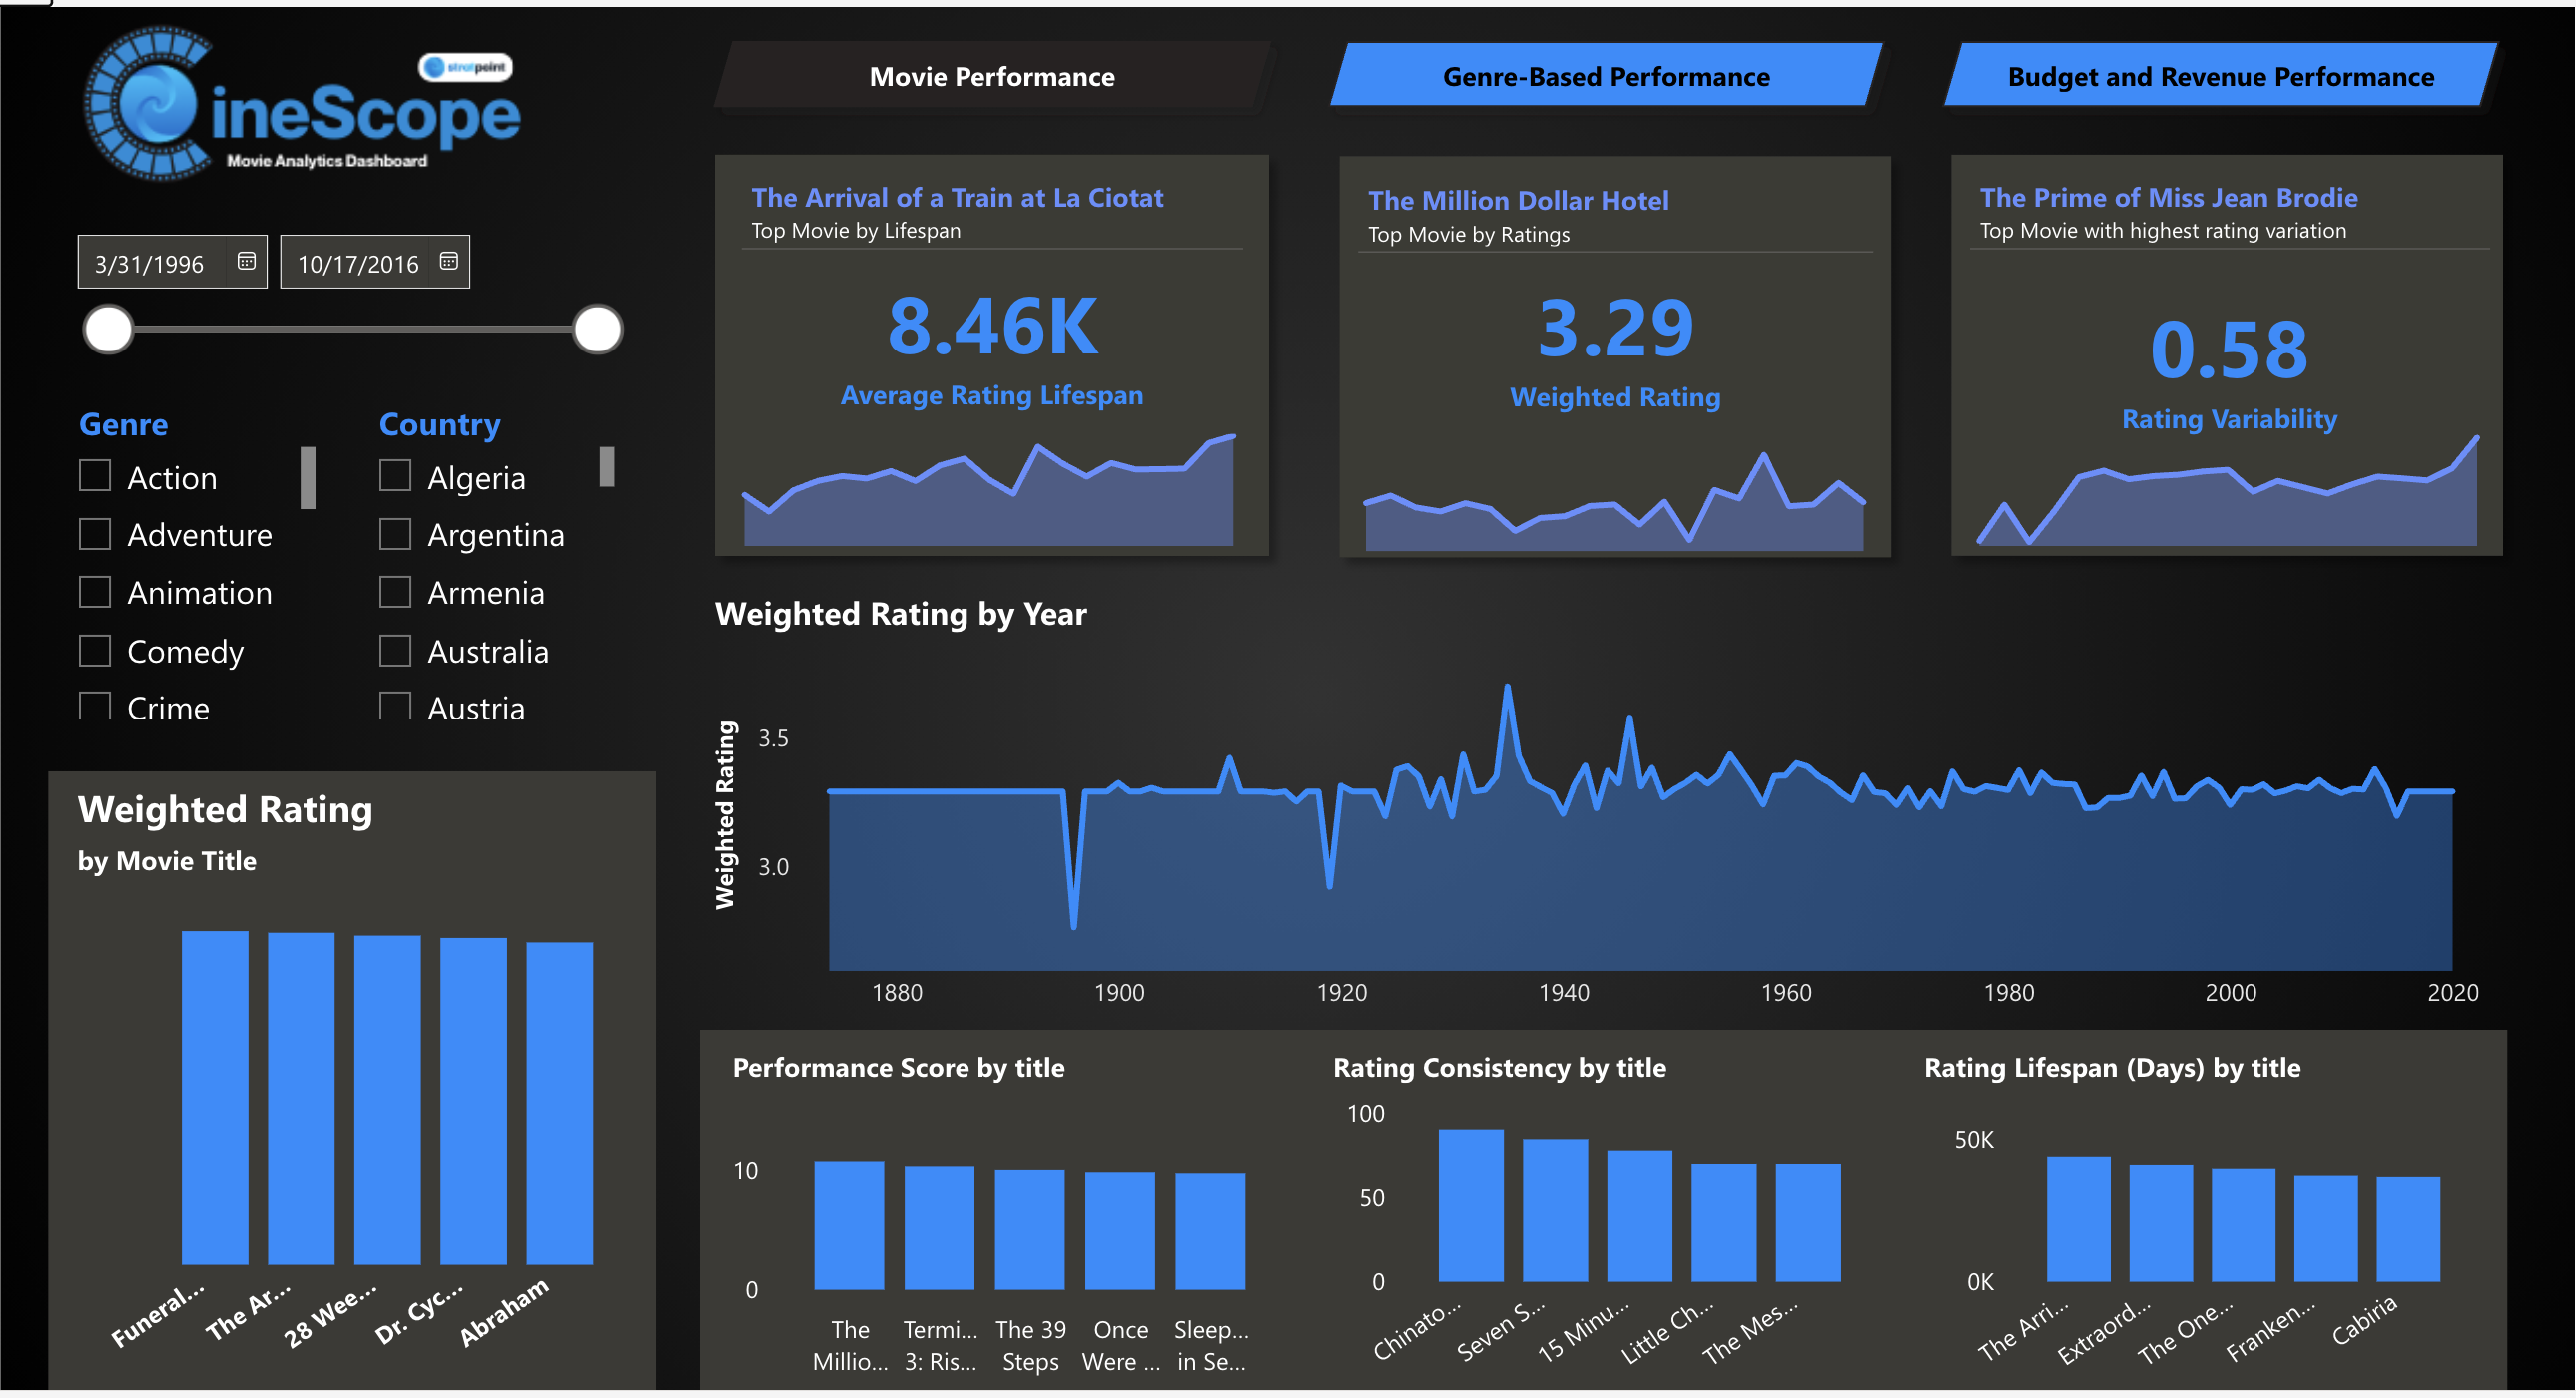 stratpoint
ineScope
Movie Analytics Dashboard
3/31/1996
10/17/2016
Genre
Action
Adventure
Animation
Comedy
Crime
Country
Algeria
Argentina
Armenia
Australia
Austria
Weighted Rating
by Movie Title
Funeral...
The Ar...
28 Wee...
Dr. Cyc...
Abraham
Movie Performance
Genre-Based Performance
Budget and Revenue Performance
The Arrival of a Train at La Ciotat
Top Movie by Lifespan
8.46K
Average Rating Lifespan
The Million Dollar Hotel
Top Movie by Ratings
3.29
Weighted Rating
The Prime of Miss Jean Brodie
Top Movie with highest rating variation
0.58
Rating Variability
Weighted Rating by Year
Weighted Rating
3.5
3.0
1880
1900
1920
1940
1960
1980
2000
2020
Performance Score by title
10
0
The
Millio...
Termi...
3: Ris...
The 39
Steps
Once
Were ...
Sleep...
in Se...
Rating Consistency by title
100
50
0
Chinato...
Seven S...
15 Minu...
Little Ch...
The Mes...
Rating Lifespan (Days) by title
50K
0K
The Arri...
Extraord...
The One...
Franken...
Cabiria